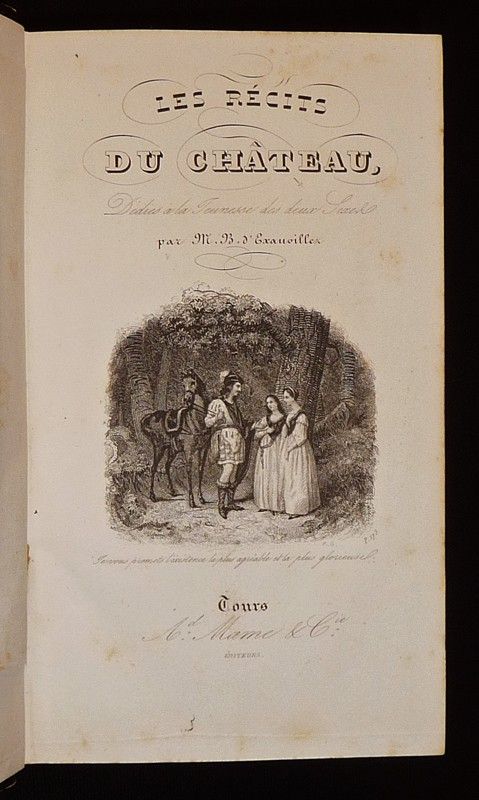 LES RÉCITS
DU CHÂTEAU,
Dédiés à la Jeunesse des deux Sexes
par M. B. d'Exauvillez
P. 178
Je vous promets l'existence la plus agréable et la plus glorieuse.
Tours
Ad. Mame & Cie.
ÉDITEURS.